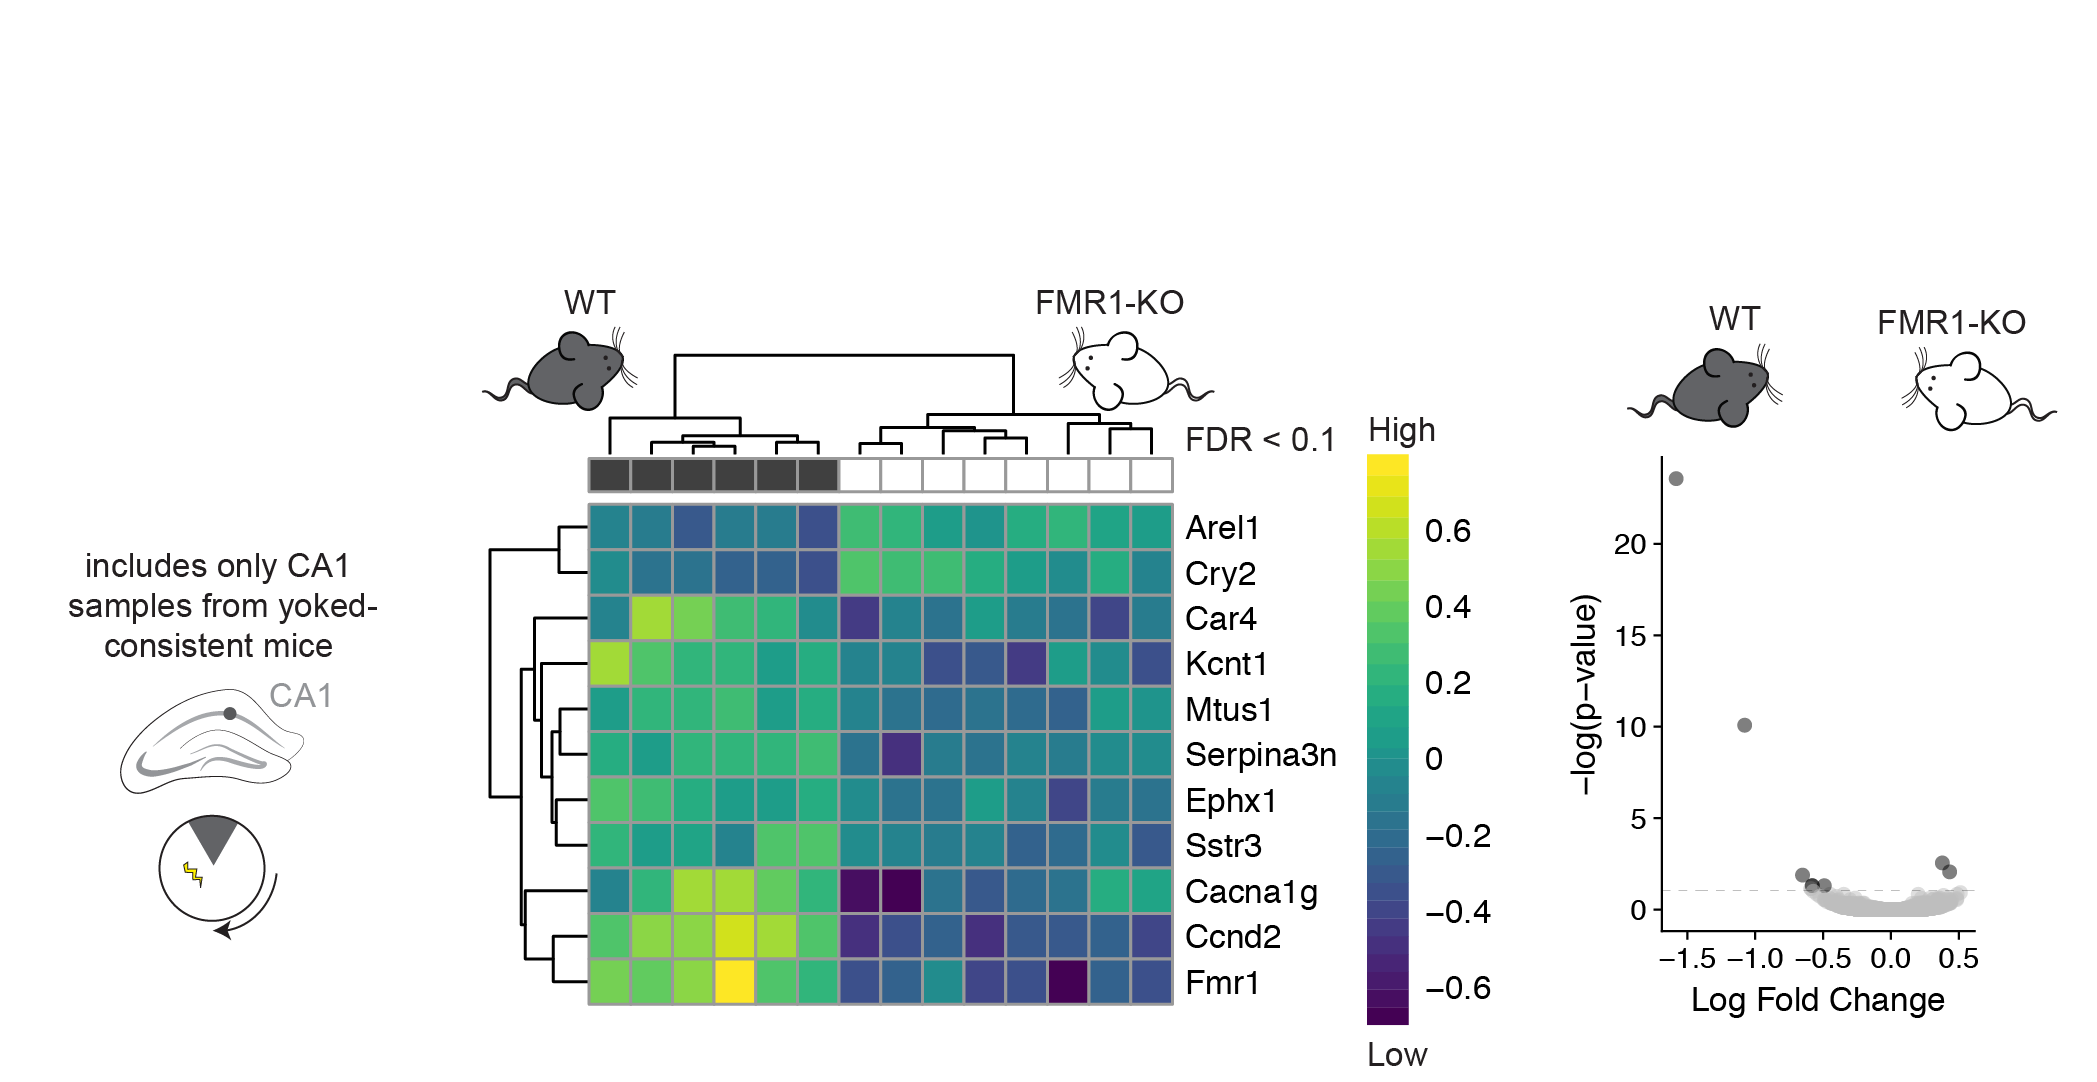 includes only CA1
samples from yoked-
consistent mice
CA1
WT
FMR1-KO
FDR < 0.1
Arel1
Cry2
Car4
Kcnt1
Mtus1
Serpina3n
Ephx1
Sstr3
Cacna1g
Ccnd2
Fmr1
High
0.6
0.4
0.2
0
−0.2
−0.4
−0.6
Low
WT
FMR1-KO
−log(p−value)
20
15
10
5
0
−1.5 −1.0 −0.5 0.0 0.5
Log Fold Change